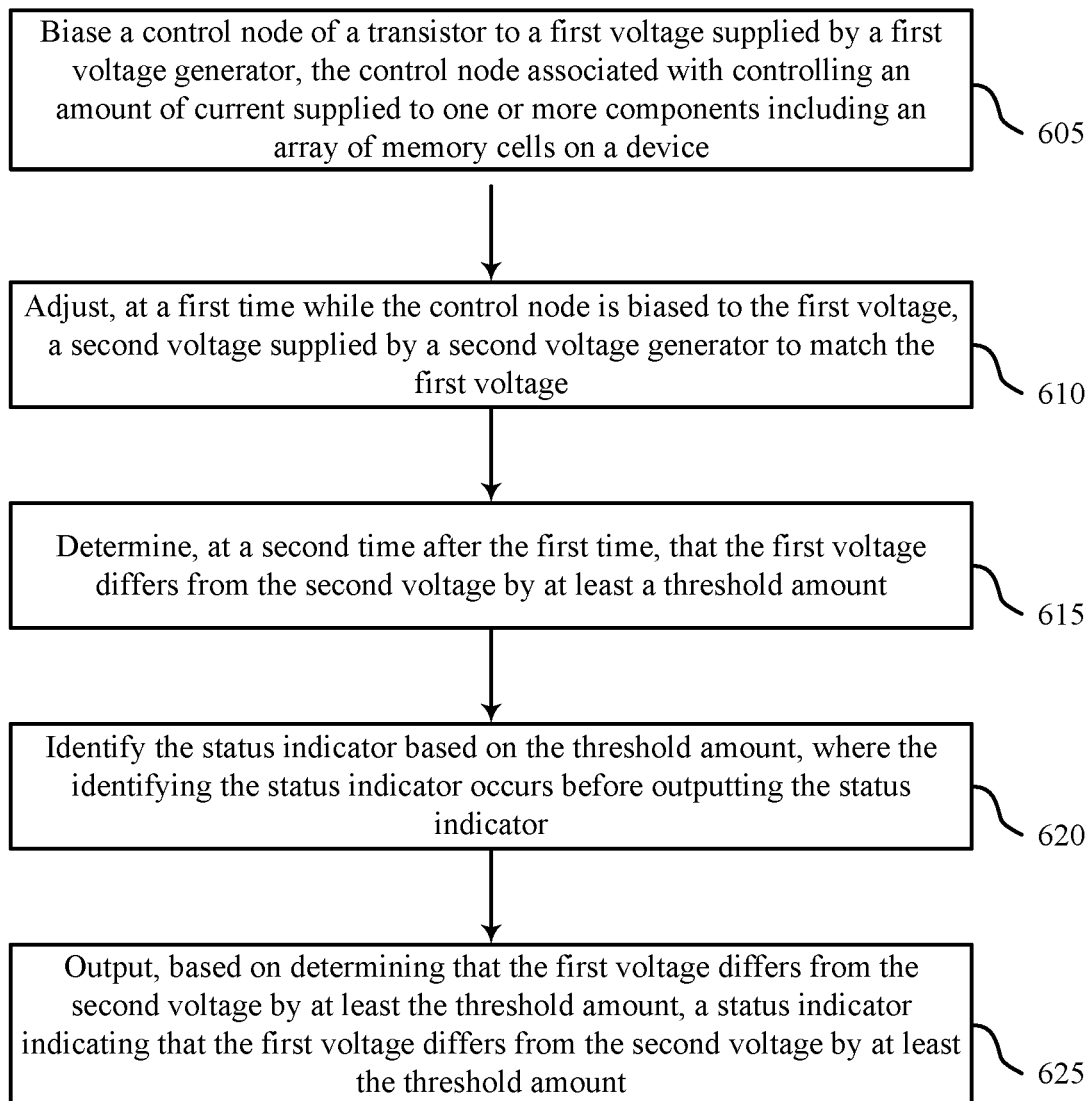 Biase a control node of a transistor to a first voltage supplied by a first
voltage generator, the control node associated with controlling an
amount of current supplied to one or more components including an
array of memory cells on a device
605
Adjust, at a first time while the control node is biased to the first voltage,
a second voltage supplied by a second voltage generator to match the
first voltage
610
Determine, at a second time after the first time, that the first voltage
differs from the second voltage by at least a threshold amount
615
Identify the status indicator based on the threshold amount, where the
identifying the status indicator occurs before outputting the status
indicator
620
Output, based on determining that the first voltage differs from the
second voltage by at least the threshold amount, a status indicator
indicating that the first voltage differs from the second voltage by at least
the threshold amount
625